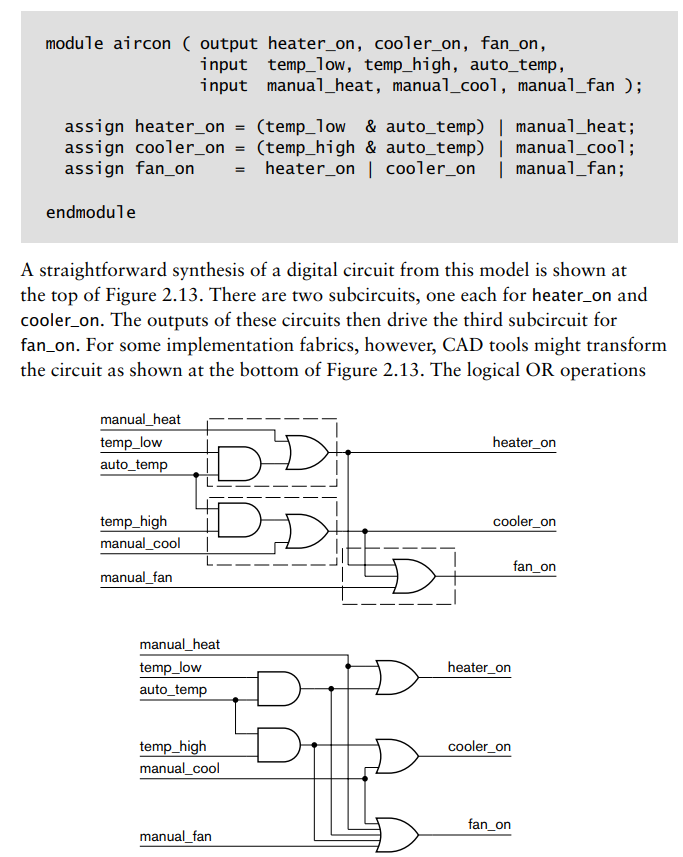 module aircon ( output heater_on, cooler_on, fan_on,
input temp_low, temp_high, auto_temp,
input manual_heat, manual_cool, manual_fan );
assign heater_on = (temp_low & auto_temp) | manual_heat;
assign cooler_on = (temp_high & auto_temp) | manual_cool;
assign fan_on = heater_on | cooler_on | manual_fan;
endmodule
A straightforward synthesis of a digital circuit from this model is shown at
the top of Figure 2.13. There are two subcircuits, one each for heater_on and
cooler_on. The outputs of these circuits then drive the third subcircuit for
fan_on. For some implementation fabrics, however, CAD tools might transform
the circuit as shown at the bottom of Figure 2.13. The logical OR operations
manual_heat
temp_low heater_on
auto_temp
temp_high cooler_on
manual_cool
fan_on
manual_fan
manual_heat
temp_low heater_on
auto_temp
temp_high cooler_on
manual_cool
fan_on
manual_fan